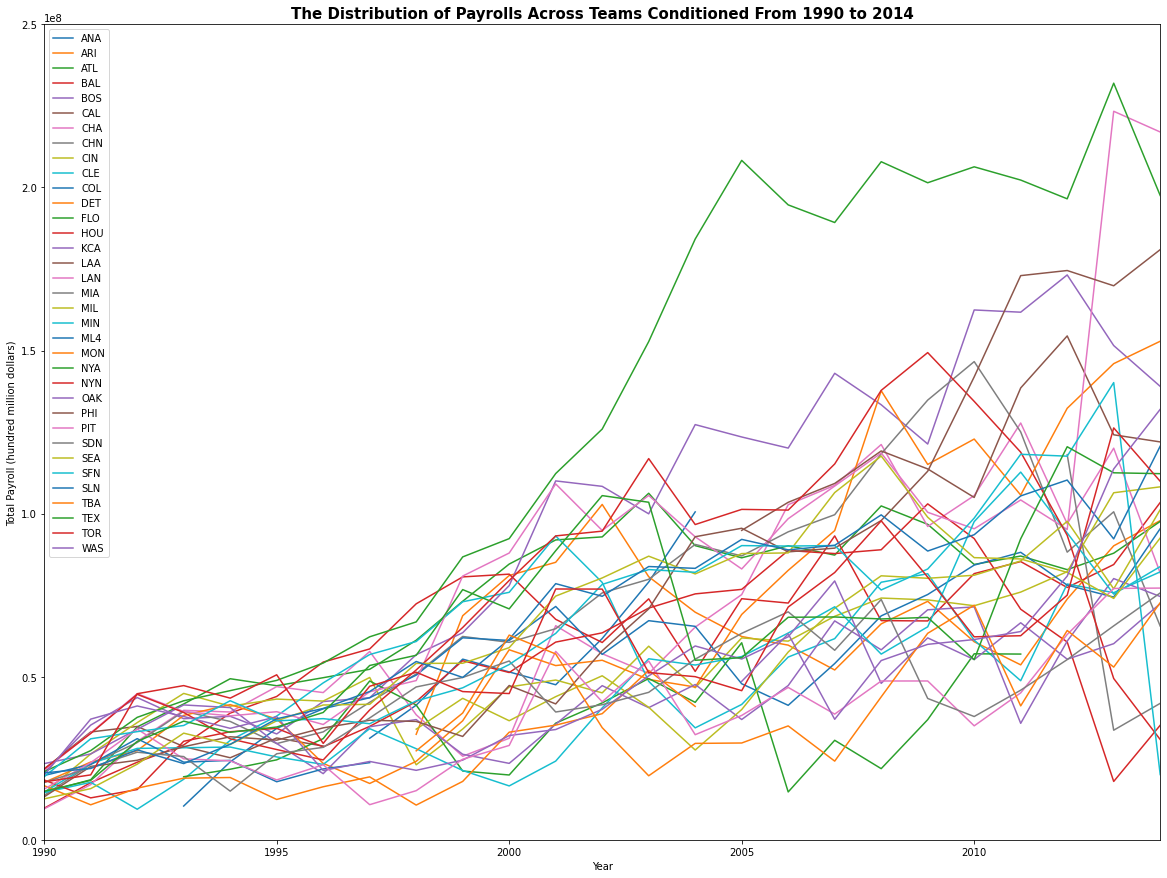 The Distribution of Payrolls Across Teams Conditioned From 1990 to 2014
1e8
2.5
2.0
1.5
1.0
0.5
0.0
Total Payroll (hundred million dollars)
ANA
ARI
ATL
BAL
BOS
CAL
CHA
CHN
CIN
CLE
COL
DET
FLO
HOU
KCA
LAA
LAN
MIA
MIL
MIN
ML4
MON
NYA
NYN
OAK
PHI
PIT
SDN
SEA
SFN
SLN
TBA
TEX
TOR
WAS
1990
1995
2000
2005
2010
Year